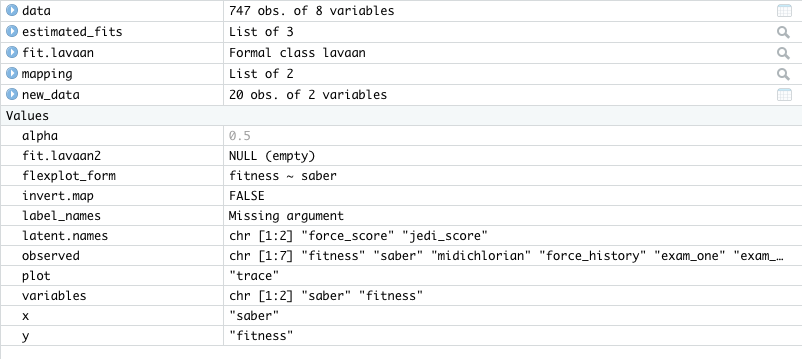 data 747 obs. of 8 variables
estimated_fits List of 3
fit.lavaan Formal class lavaan
mapping List of 2
new_data 20 obs. of 2 variables
Values
alpha 0.5
fit.lavaan2 NULL (empty)
flexplot_form fitness ~ saber
invert.map FALSE
label_names Missing argument
latent.names chr [1:2] "force_score" "jedi_score"
observed chr [1:7] "fitness" "saber" "midichlorian" "force_history" "exam_one" "exam_…
plot "trace"
variables chr [1:2] "saber" "fitness"
x "saber"
y "fitness"